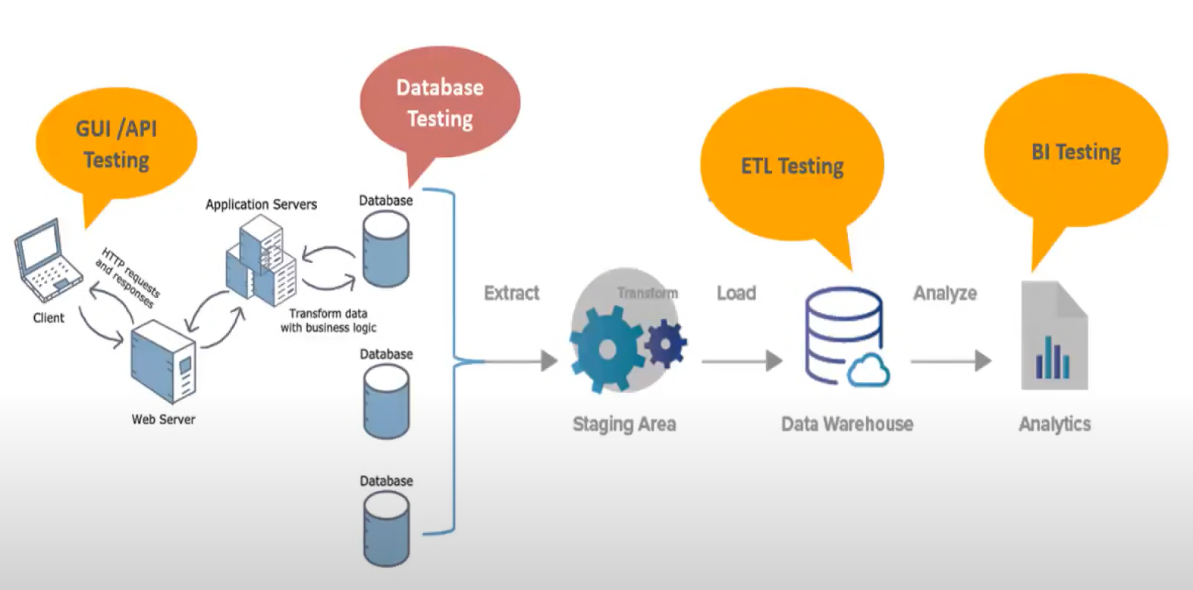 GUI /API
Testing
Database
Testing
ETL Testing
BI Testing
Application Servers
Database
HTTP requests
and responses
Client
Transform data
with business logic
Web Server
Database
Database
Extract
Transform
Load
Analyze
Staging Area
Data Warehouse
Analytics